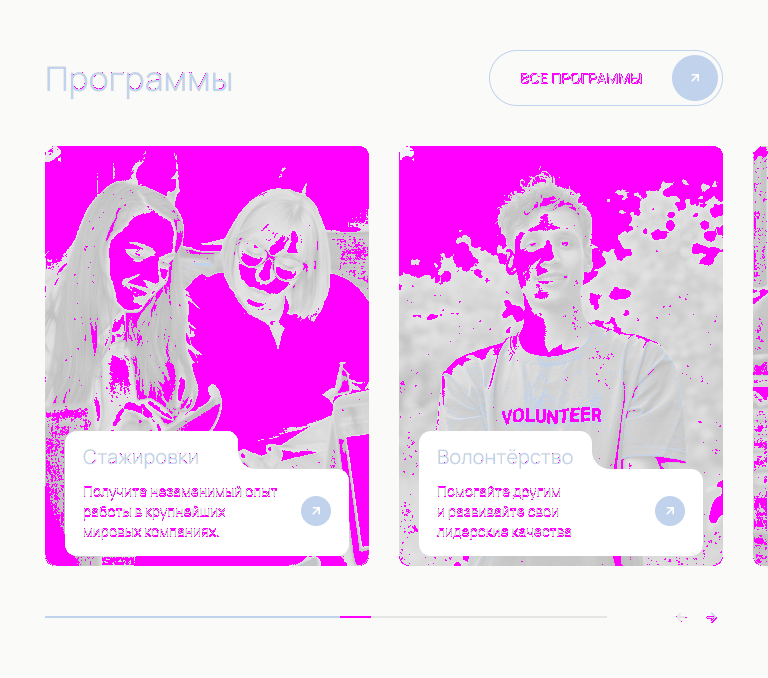 Программы
ВСЕ ПРОГРАММЫ
VOLUNTEER
Стажировки
Получите незаменимый опыт
работы в крупнейших
мировых компаниях.
Волонтёрство
Помогайте другим
и развивайте свои
лидерские качества